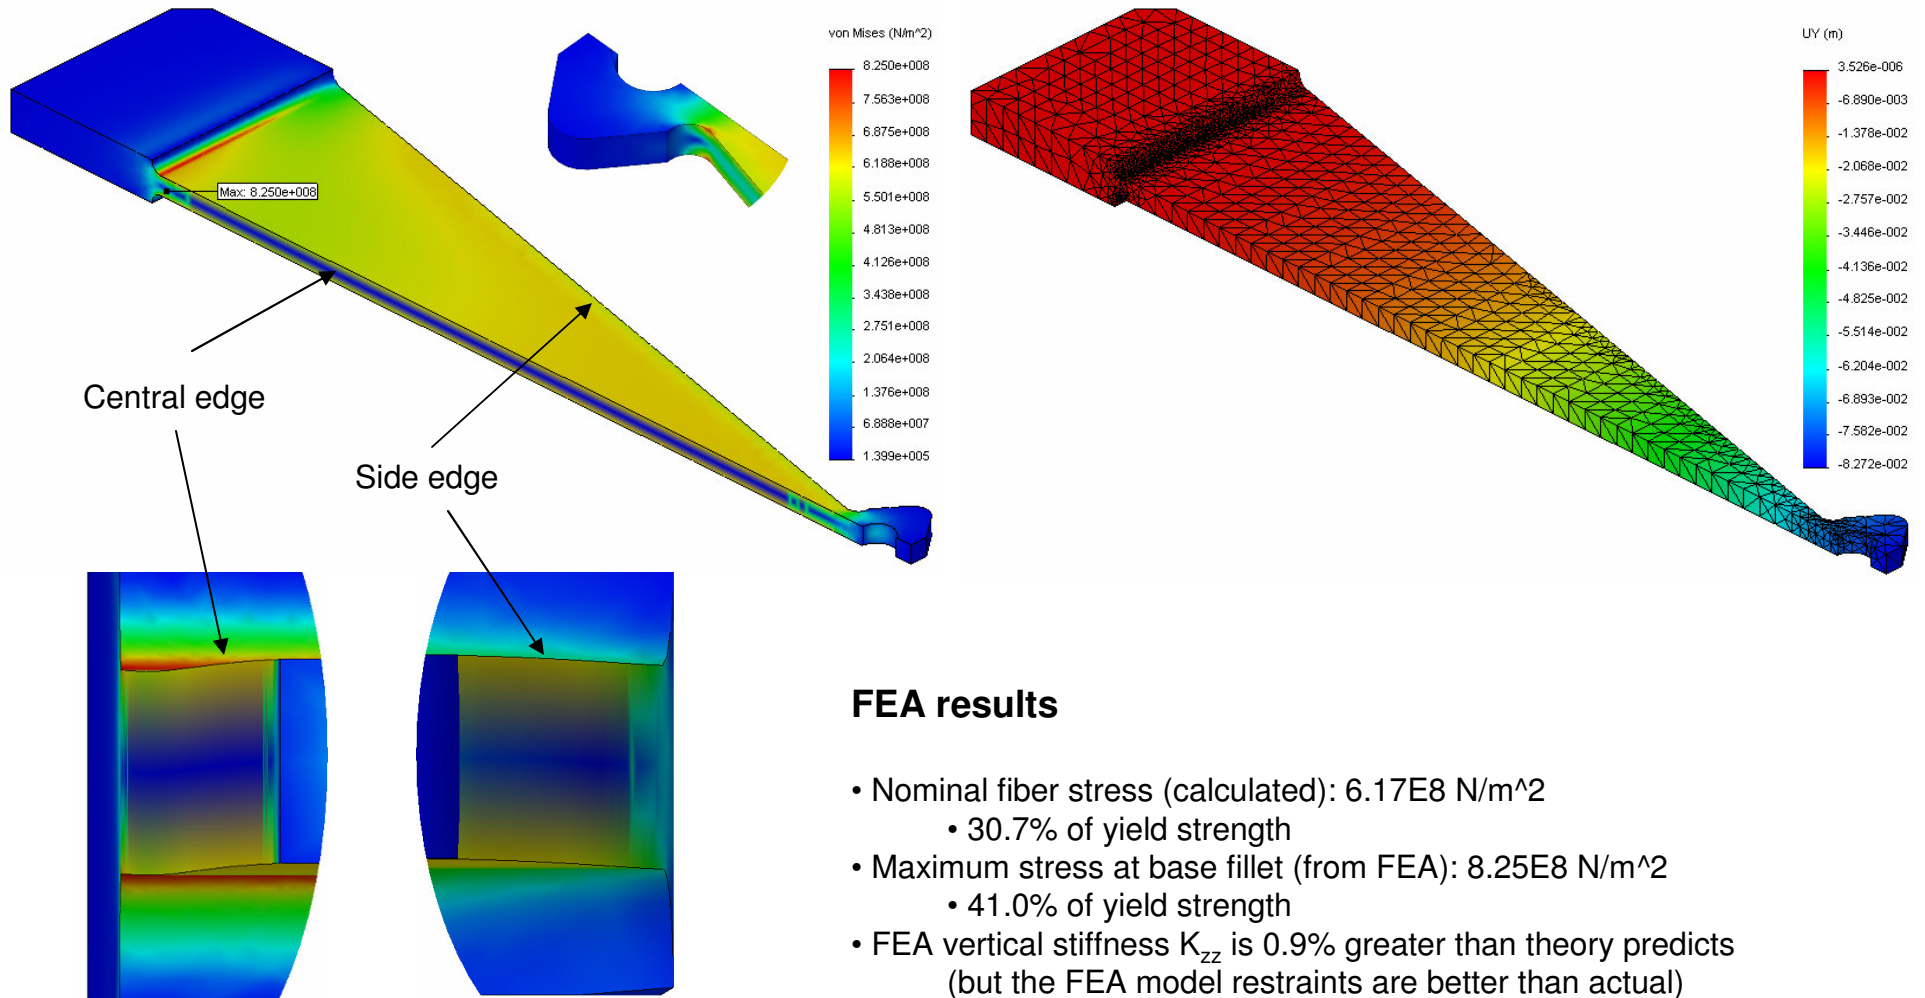 von Mises (N/m^2)
8.250e+008
7.563e+008
6.875e+008
6.188e+008
5.501e+008
4.813e+008
4.126e+008
3.438e+008
2.751e+008
2.064e+008
1.376e+008
6.888e+007
1.399e+005
Max: 8.250e+008
UY (m)
3.526e-006
-6.890e-003
-1.378e-002
-2.068e-002
-2.757e-002
-3.446e-002
-4.136e-002
-4.825e-002
-5.514e-002
-6.204e-002
-6.893e-002
-7.582e-002
-8.272e-002
Central edge
Side edge
FEA results
• Nominal fiber stress (calculated): 6.17E8 N/m^2
• 30.7% of yield strength
• Maximum stress at base fillet (from FEA): 8.25E8 N/m^2
• 41.0% of yield strength
• FEA vertical stiffness Kzz is 0.9% greater than theory predicts
(but the FEA model restraints are better than actual)